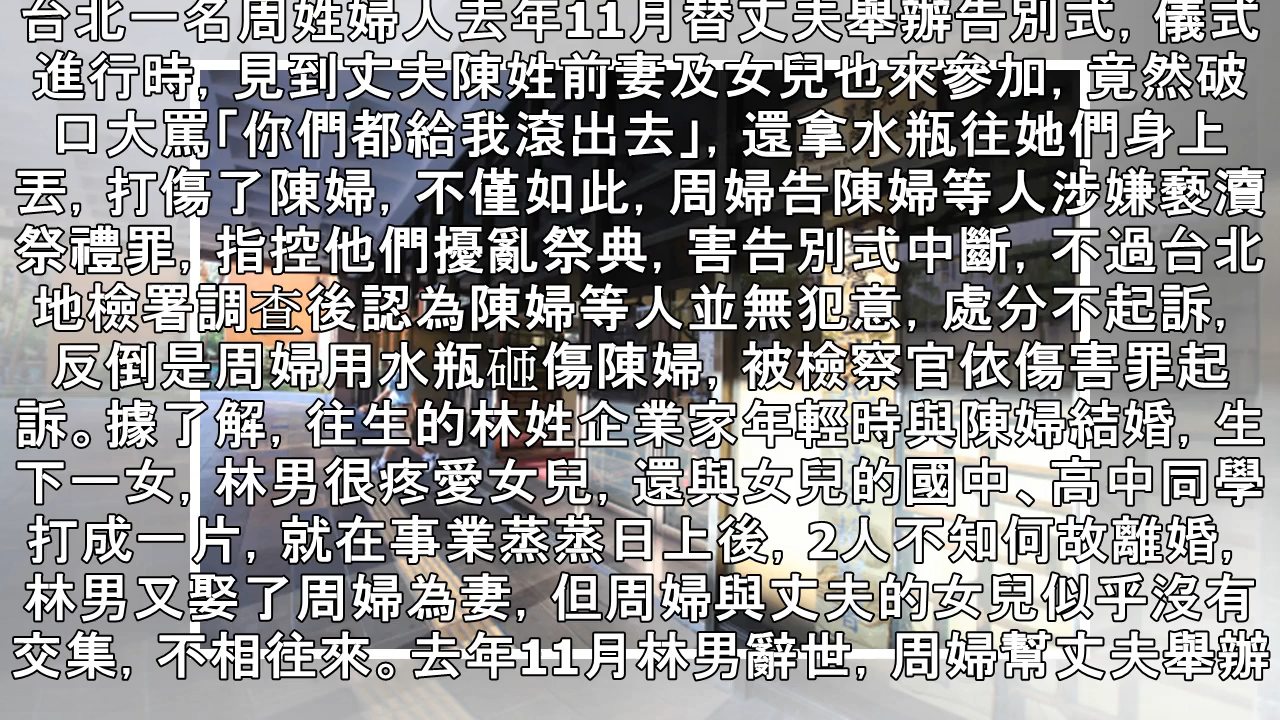 台北一名周姓婦人去年11月替丈夫舉辦告別式, 儀式
進行時, 見到丈夫陳姓前妻及女兒也來參加, 竟然破
口大罵「你們都給我滾出去」, 還拿水瓶往她們身上
丟, 打傷了陳婦, 不僅如此, 周婦告陳婦等人涉嫌褻瀆
祭禮罪, 指控他們擾亂祭典, 害告別式中斷, 不過台北
地檢署調查後認為陳婦等人並無犯意, 處分不起訴,
反倒是周婦用水瓶砸傷陳婦, 被檢察官依傷害罪起
訴。據了解, 往生的林姓企業家年輕時與陳婦結婚, 生
下一女, 林男很疼愛女兒, 還與女兒的國中、高中同學
打成一片, 就在事業蒸蒸日上後, 2人不知何故離婚,
林男又娶了周婦為妻, 但周婦與丈夫的女兒似乎沒有
交集, 不相往來。去年11月林男辭世, 周婦幫丈夫舉辦